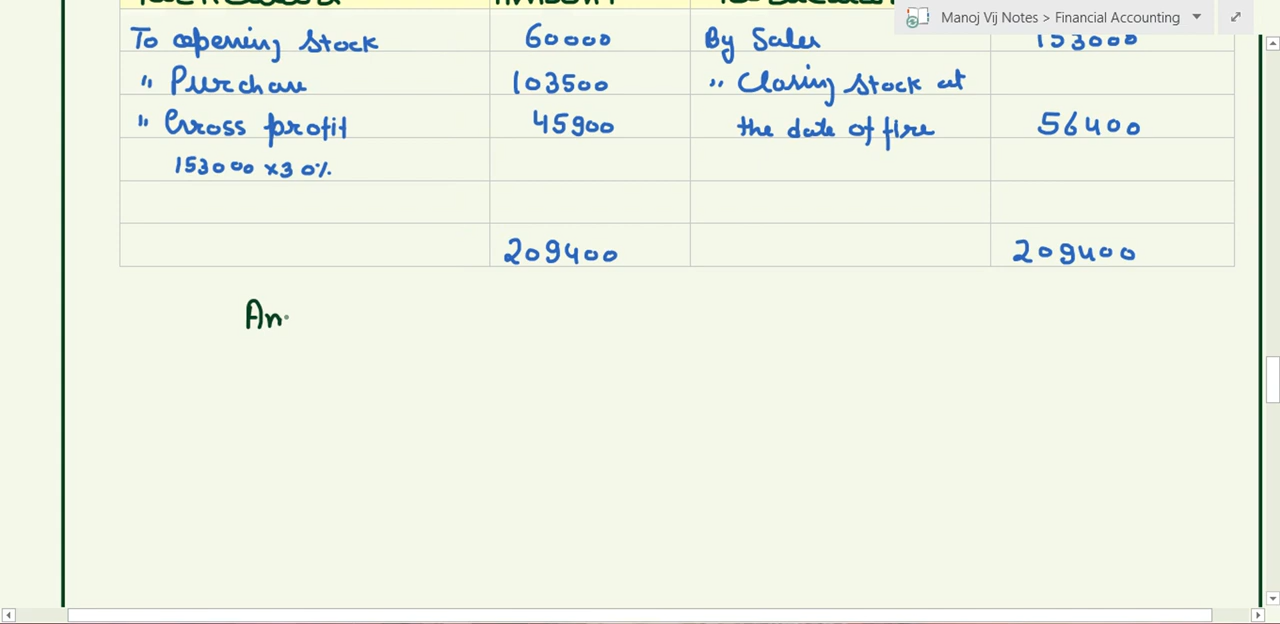 Manoj Vij Notes > Financial Accounting
To opening stock 60000 By Sales 153000
" Purchase 103500 " Closing stock at
" Gross profit 45900 the date of fire 56400
153000 x 30%
209400 209400
An